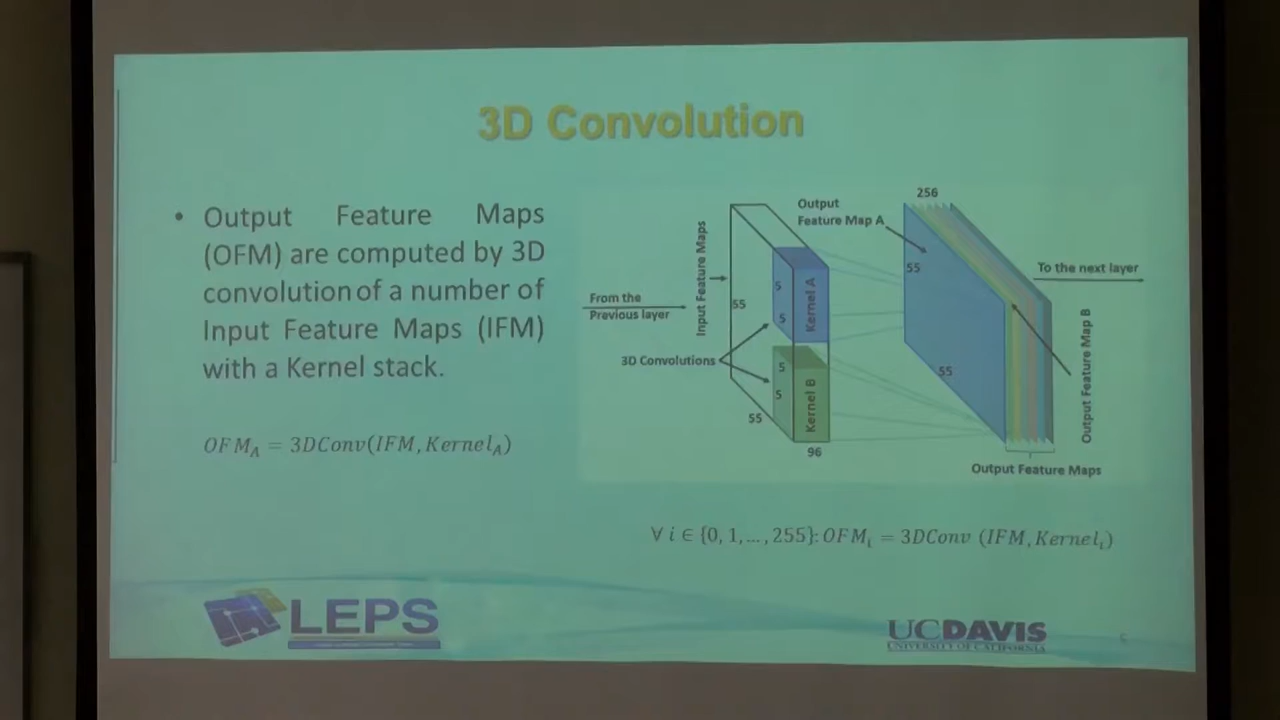 3D Convolution
• Output Feature Maps
(OFM) are computed by 3D
convolution of a number of
Input Feature Maps (IFM)
with a Kernel stack.
OFM_A = 3DConv(IFM, Kernel_A)
256
Output
Feature Map A
Input Feature Maps
55
To the next layer
5
Kernel A
From the
Previous layer
55
5
Output Feature Map B
3D Convolutions
5
Kernel B
55
5
55
96
Output Feature Maps
∀ i ∈ {0, 1, … , 255}: OFM_i = 3DConv (IFM, Kernel_i)
LEPS
UCDAVIS
UNIVERSITY OF CALIFORNIA